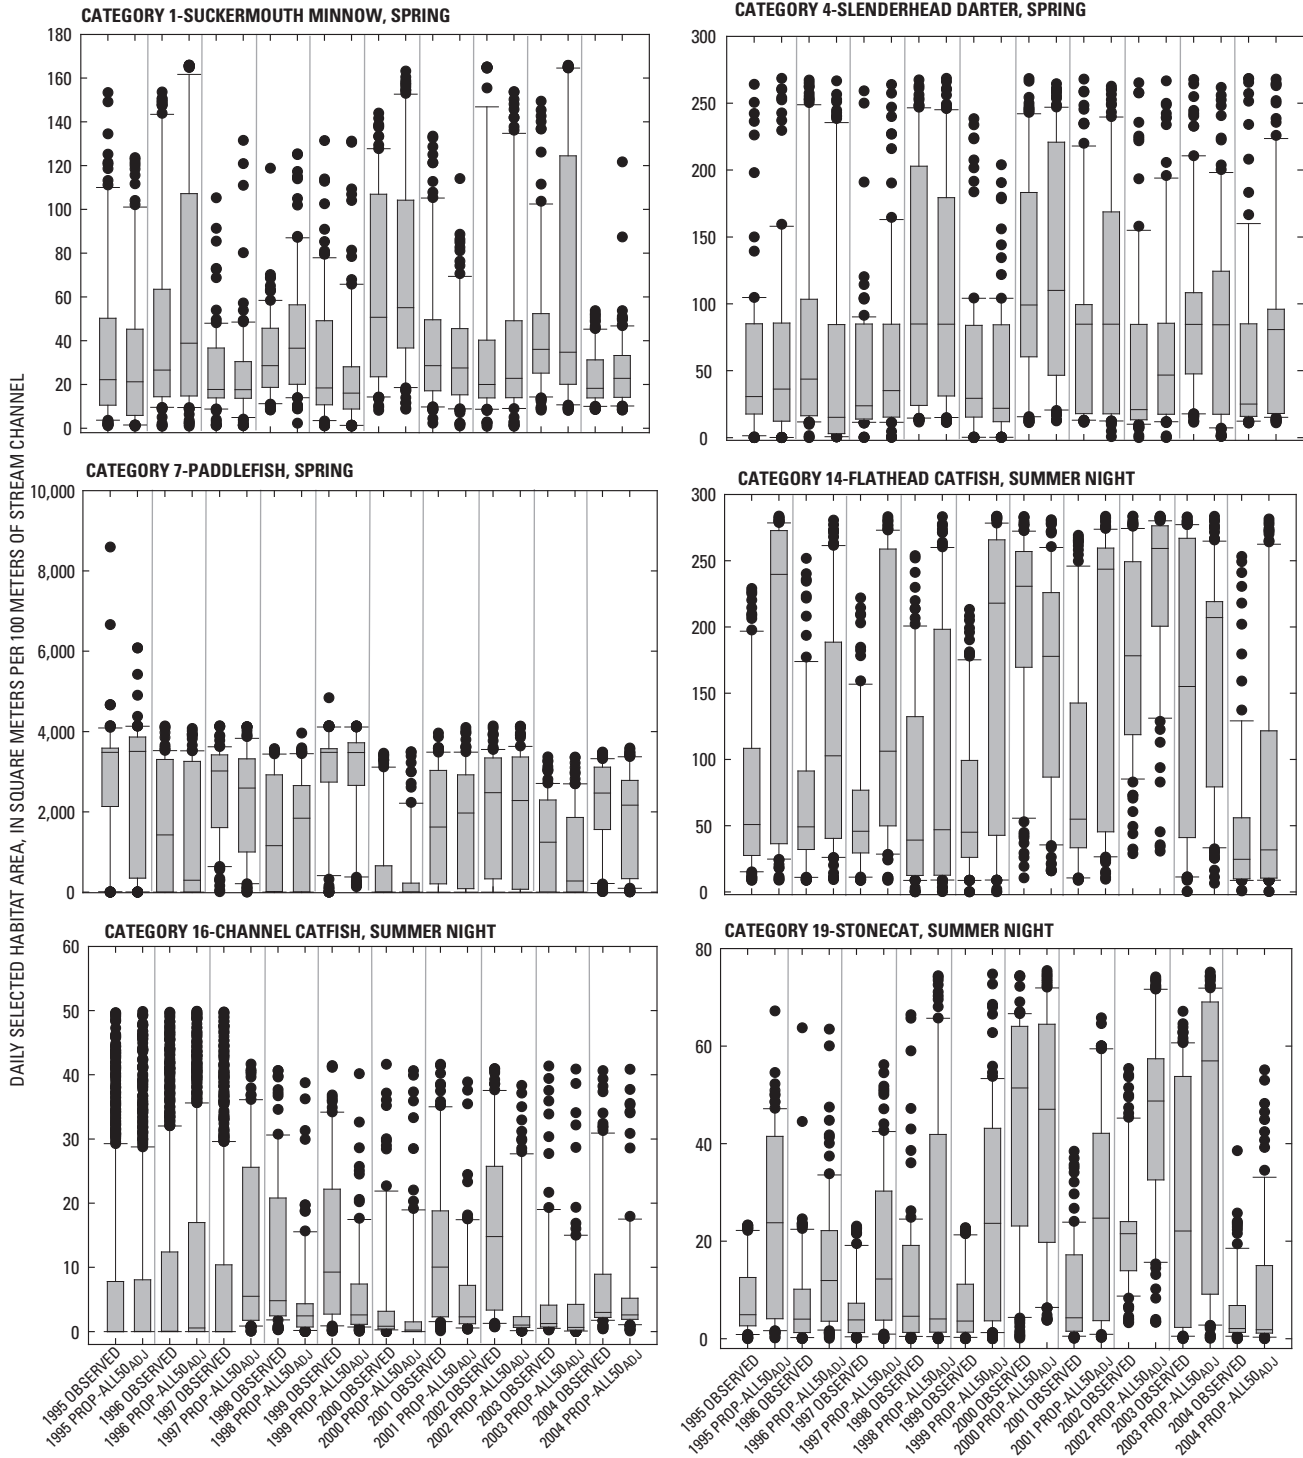 CATEGORY 1-SUCKERMOUTH MINNOW, SPRING
180
160
140
120
100
80
60
40
20
0
CATEGORY 4-SLENDERHEAD DARTER, SPRING
300
250
200
150
100
50
0
DAILY SELECTED HABITAT AREA, IN SQUARE METERS PER 100 METERS OF STREAM CHANNEL
CATEGORY 7-PADDLEFISH, SPRING
10,000
8,000
6,000
4,000
2,000
0
CATEGORY 14-FLATHEAD CATFISH, SUMMER NIGHT
300
250
200
150
100
50
0
CATEGORY 16-CHANNEL CATFISH, SUMMER NIGHT
60
50
40
30
20
10
0
1995 OBSERVED
1995 PROP-ALL50ADJ
1996 OBSERVED
1996 PROP-ALL50ADJ
1997 OBSERVED
1997 PROP-ALL50ADJ
1998 OBSERVED
1998 PROP-ALL50ADJ
1999 OBSERVED
1999 PROP-ALL50ADJ
2000 OBSERVED
2000 PROP-ALL50ADJ
2001 OBSERVED
2001 PROP-ALL50ADJ
2002 OBSERVED
2002 PROP-ALL50ADJ
2003 OBSERVED
2003 PROP-ALL50ADJ
2004 OBSERVED
2004 PROP-ALL50ADJ
CATEGORY 19-STONECAT, SUMMER NIGHT
80
60
40
20
0
1995 OBSERVED
1995 PROP-ALL50ADJ
1996 OBSERVED
1996 PROP-ALL50ADJ
1997 OBSERVED
1997 PROP-ALL50ADJ
1998 OBSERVED
1998 PROP-ALL50ADJ
1999 OBSERVED
1999 PROP-ALL50ADJ
2000 OBSERVED
2000 PROP-ALL50ADJ
2001 OBSERVED
2001 PROP-ALL50ADJ
2002 OBSERVED
2002 PROP-ALL50ADJ
2003 OBSERVED
2003 PROP-ALL50ADJ
2004 OBSERVED
2004 PROP-ALL50ADJ